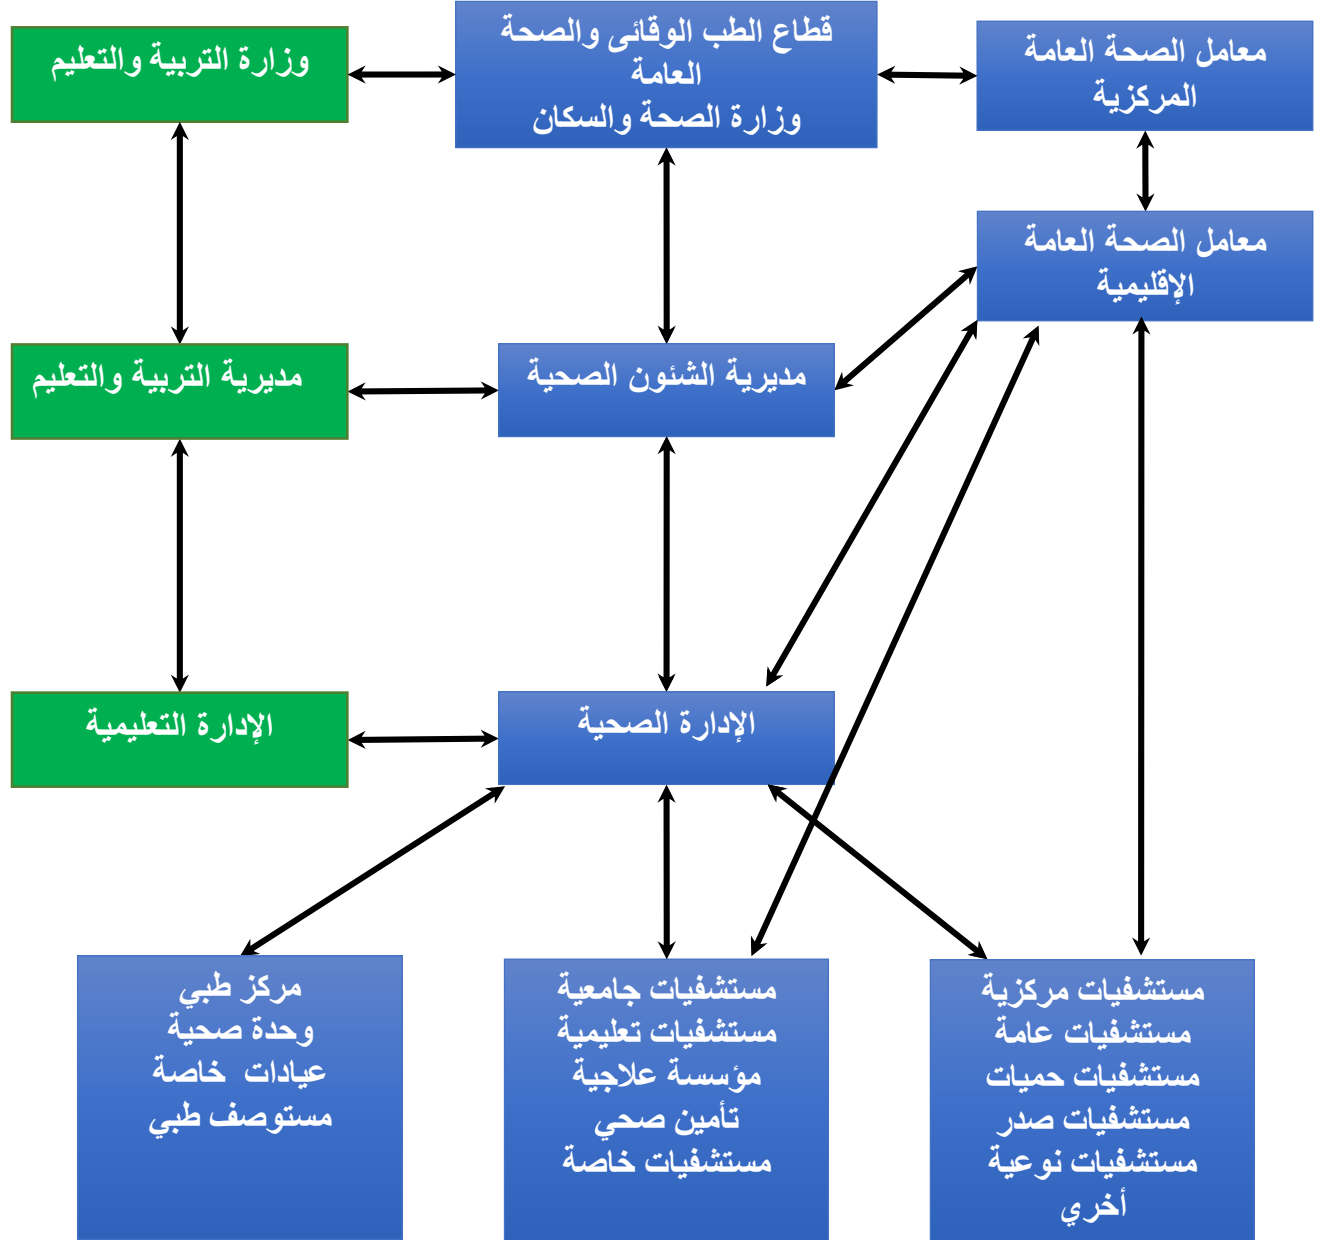 معامل الصحة العامة
المركزية
قطاع الطب الوقائى والصحة
العامة
وزارة الصحة والسكان
وزارة التربية والتعليم
معامل الصحة العامة
الإقليمية
مديرية الشئون الصحية
مديرية التربية والتعليم
الإدارة الصحية
الإدارة التعليمية
مستشفيات مركزية
مستشفيات عامة
مستشفيات حميات
مستشفيات صدر
مستشفيات نوعية
أخري
مستشفيات جامعية
مستشفيات تعليمية
مؤسسة علاجية
تأمين صحي
مستشفيات خاصة
مركز طبي
وحدة صحية
عيادات خاصة
مستوصف طبي